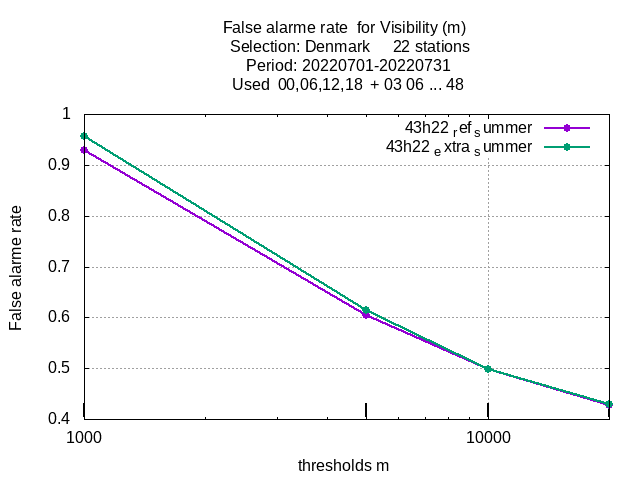 False alarme rate  for Visibility (m)
Selection: Denmark     22 stations
Period: 20220701-20220731
Used  00,06,12,18  + 03 06 ... 48
43h22 ref summer
43h22 extra summer
1
0.9
0.8
0.7
0.6
0.5
0.4
False alarme rate
1000
10000
thresholds m